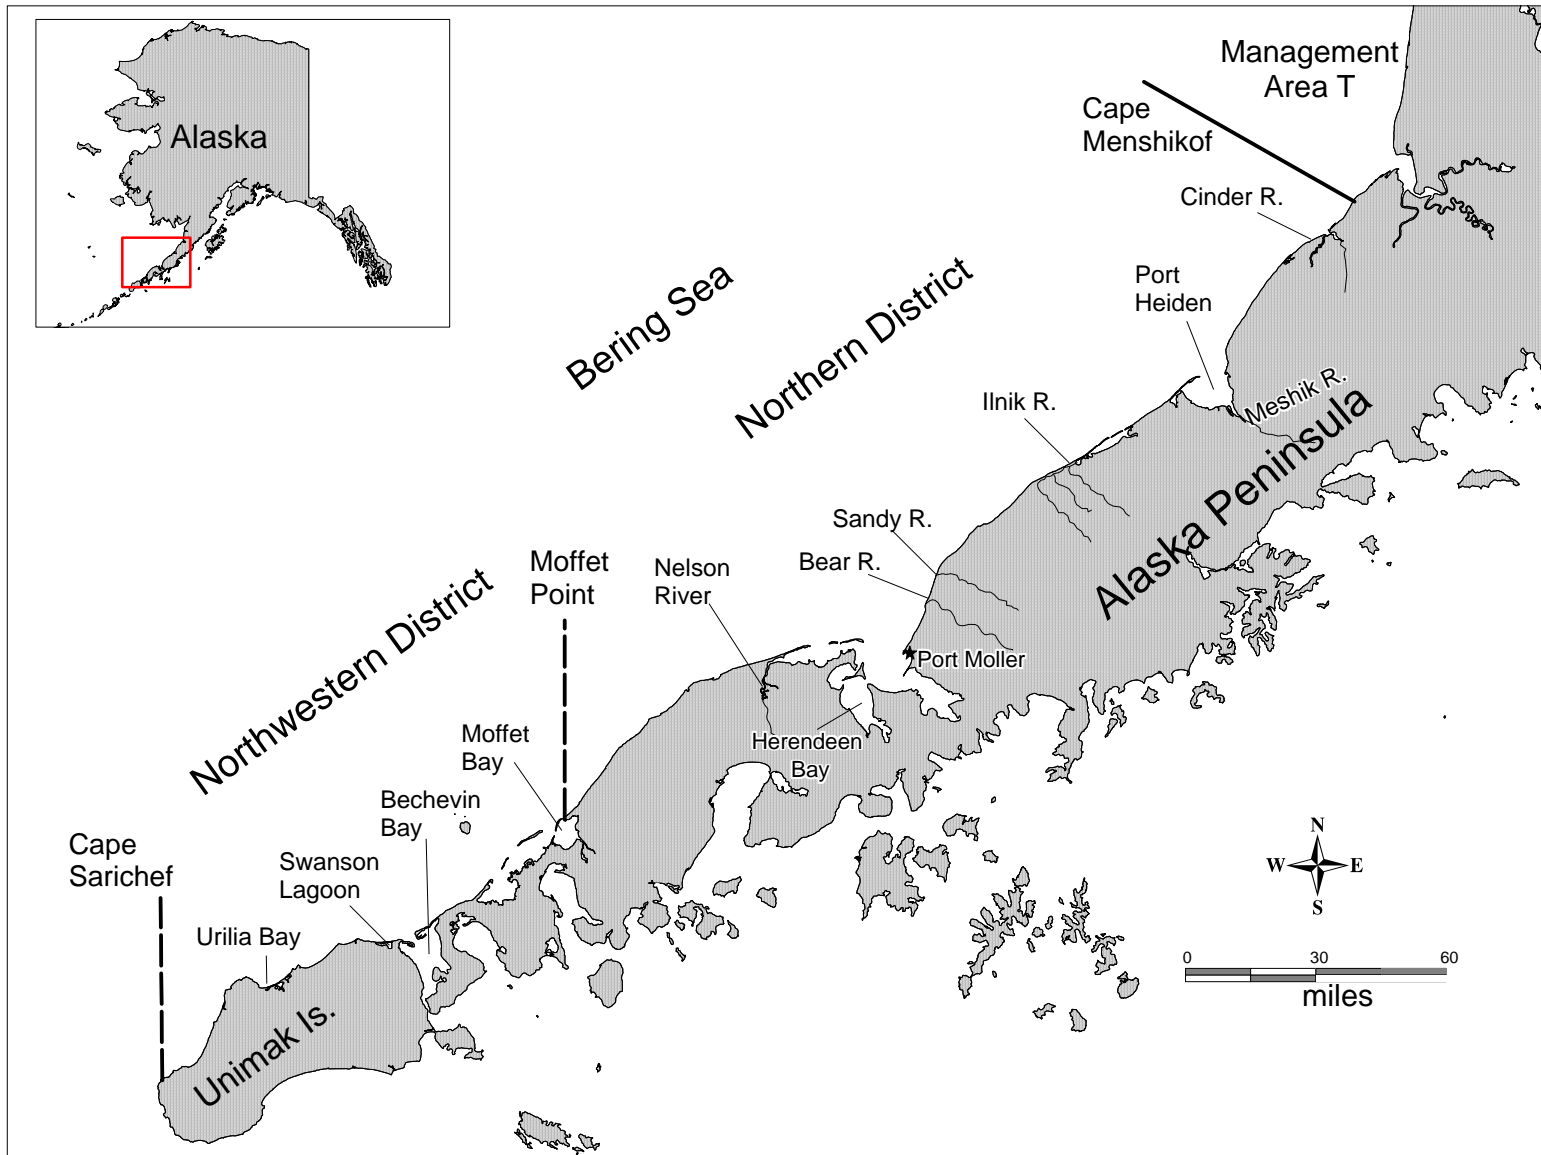 Alaska
Management
Area T
Cape
Menshikof
Cinder R.
Port
Heiden
Bering Sea
Northern District
Meshik R.
Ilnik R.
Alaska Peninsula
Sandy R.
Bear R.
Moffet
Point
Nelson
River
Northwestern District
Port Moller
Moffet
Bay
Herendeen
Bay
Bechevin
Bay
Cape
Sarichef
Swanson
Lagoon
Urilia Bay
Unimak Is.
N
W E
S
0 30 60
miles